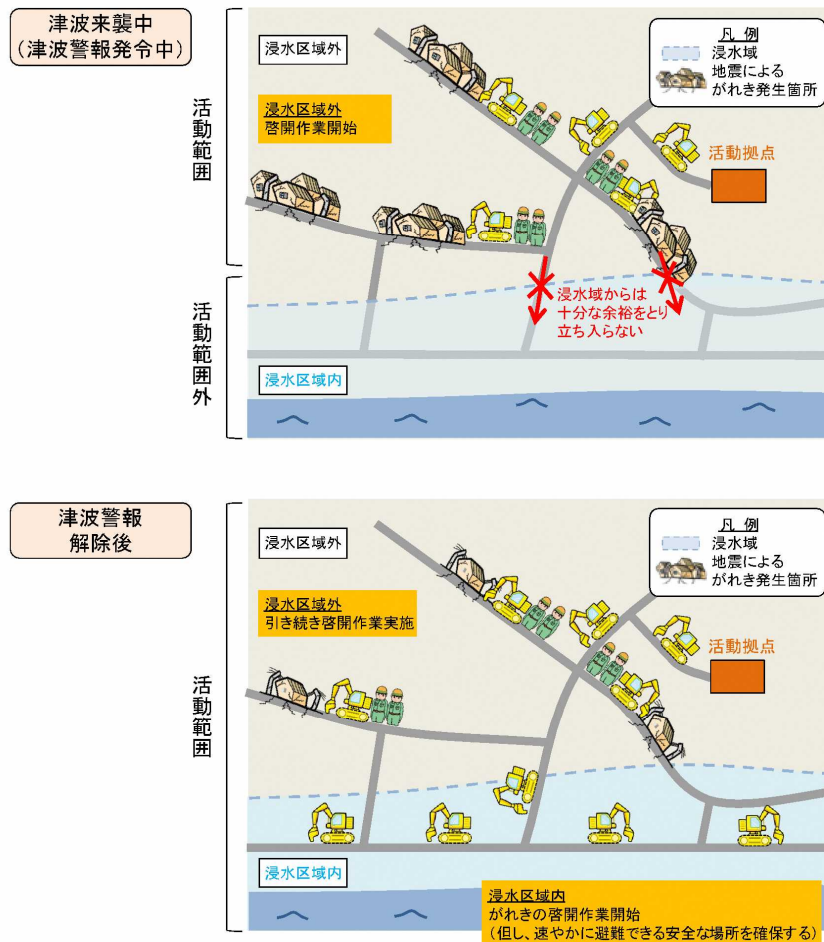 津波来襲中
(津波警報発令中)
活動範囲
活動範囲外
浸水区域外
浸水区域外
啓開作業開始
凡 例
浸水域
地震による
がれき発生箇所
活動拠点
浸水域からは
十分な余裕をとり
立ち入らない
浸水区域内
津波警報
解除後
活動範囲
浸水区域外
浸水区域外
引き続き啓開作業実施
凡 例
浸水域
地震による
がれき発生箇所
活動拠点
浸水区域内
浸水区域内
がれきの啓開作業開始
(但し、速やかに避難できる安全な場所を確保する)